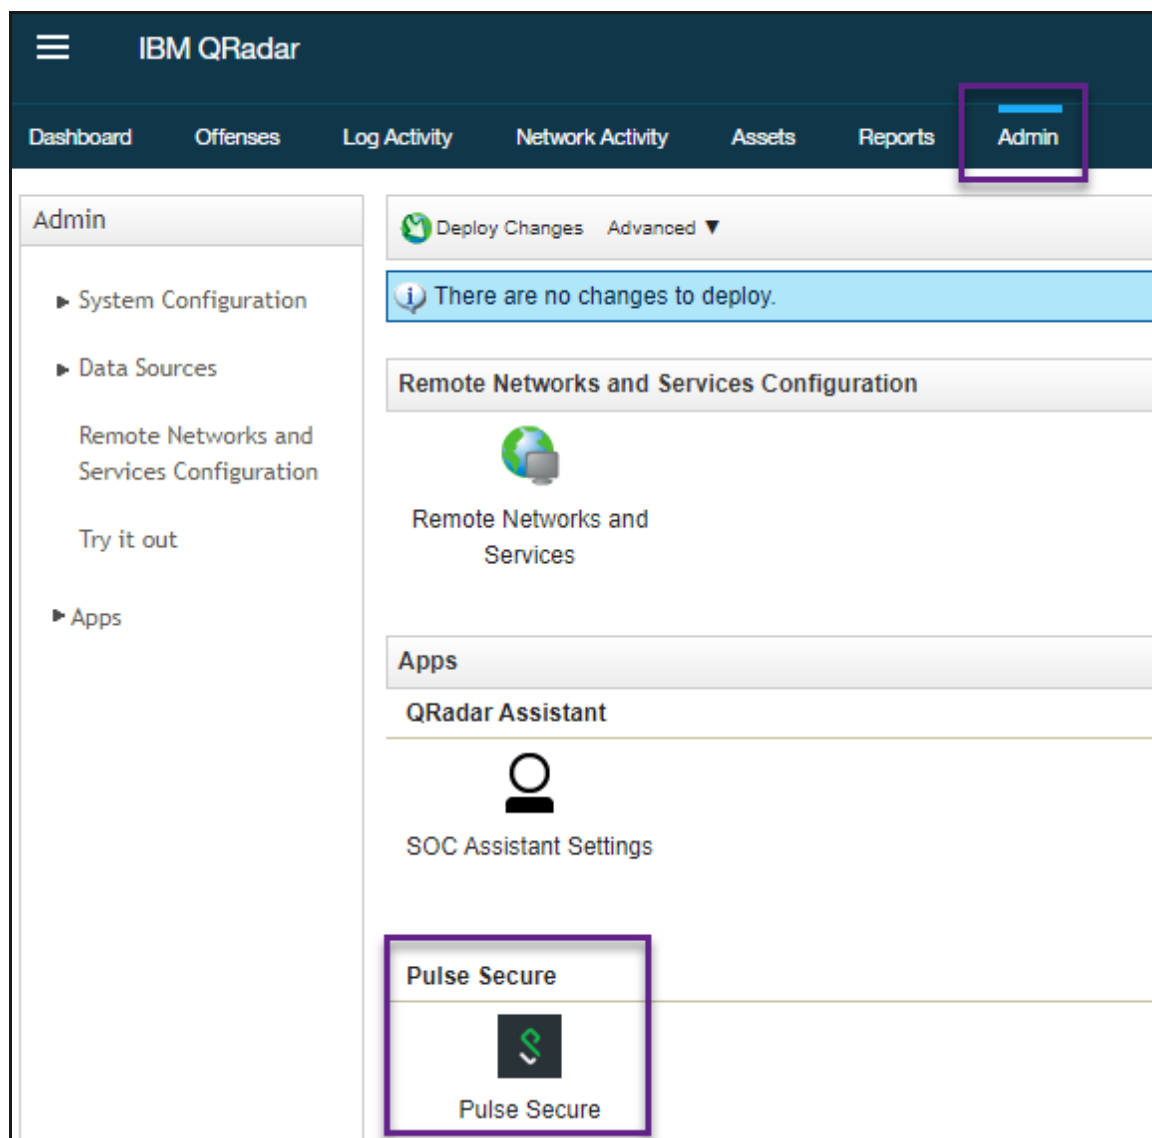 IBM QRadar
Dashboard Offenses Log Activity Network Activity Assets Reports Admin
Admin
System Configuration
Data Sources
Remote Networks and
Services Configuration
Try it out
Apps
Deploy Changes Advanced ▼
There are no changes to deploy.
Remote Networks and Services Configuration
Remote Networks and
Services
Apps
QRadar Assistant
SOC Assistant Settings
Pulse Secure
Pulse Secure